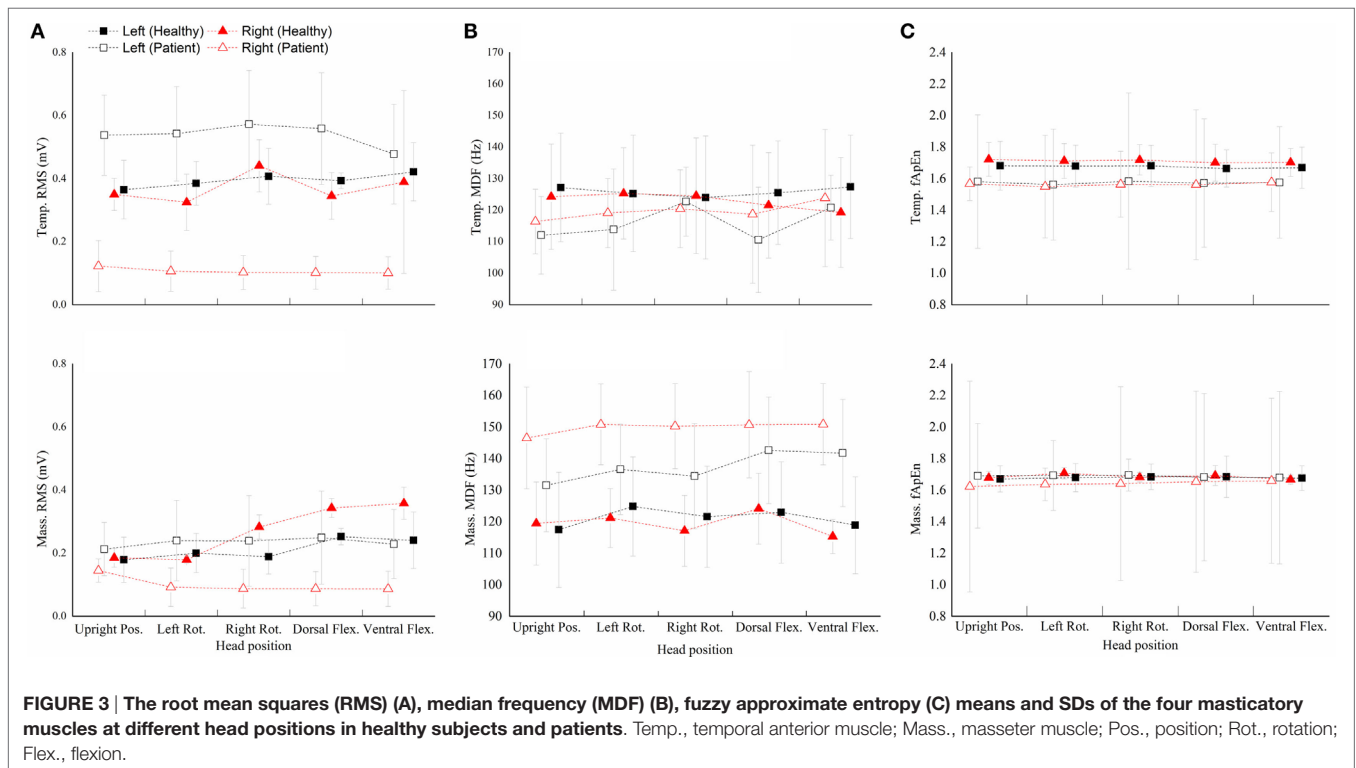 A
B
C
Left (Healthy) Right (Healthy)
Left (Patient) Right (Patient)
0.8
0.6
0.4
0.2
0.0
Temp. RMS (mV)
170
160
150
140
130
120
110
100
90
Temp. MDF (Hz)
2.4
2.2
2.0
1.8
1.6
1.4
1.2
1.0
0.8
Temp. fApEn
0.8
0.6
0.4
0.2
0.0
Mass. RMS (mV)
Upright Pos. Left Rot. Right Rot. Dorsal Flex. Ventral Flex.
Head position
170
160
150
140
130
120
110
100
90
Mass. MDF (Hz)
Upright Pos. Left Rot. Right Rot. Dorsal Flex. Ventral Flex.
Head position
2.4
2.2
2.0
1.8
1.6
1.4
1.2
1.0
0.8
Mass. fApEn
Upright Pos. Left Rot. Right Rot. Dorsal Flex. Ventral Flex.
Head position
FIGURE 3 | The root mean squares (RMS) (A), median frequency (MDF) (B), fuzzy approximate entropy (C) means and SDs of the four masticatory
muscles at different head positions in healthy subjects and patients. Temp., temporal anterior muscle; Mass., masseter muscle; Pos., position; Rot., rotation;
Flex., flexion.